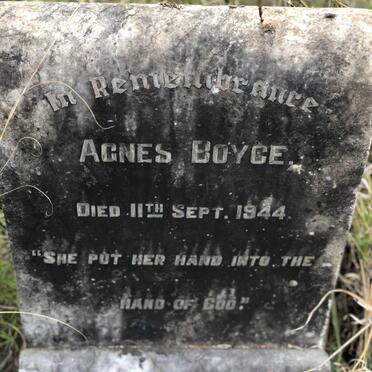 In Remembrance
AGNES BOYCE.
DIED 11TH SEPT. 1944.
"SHE PUT HER HAND INTO THE
HAND OF GOD."